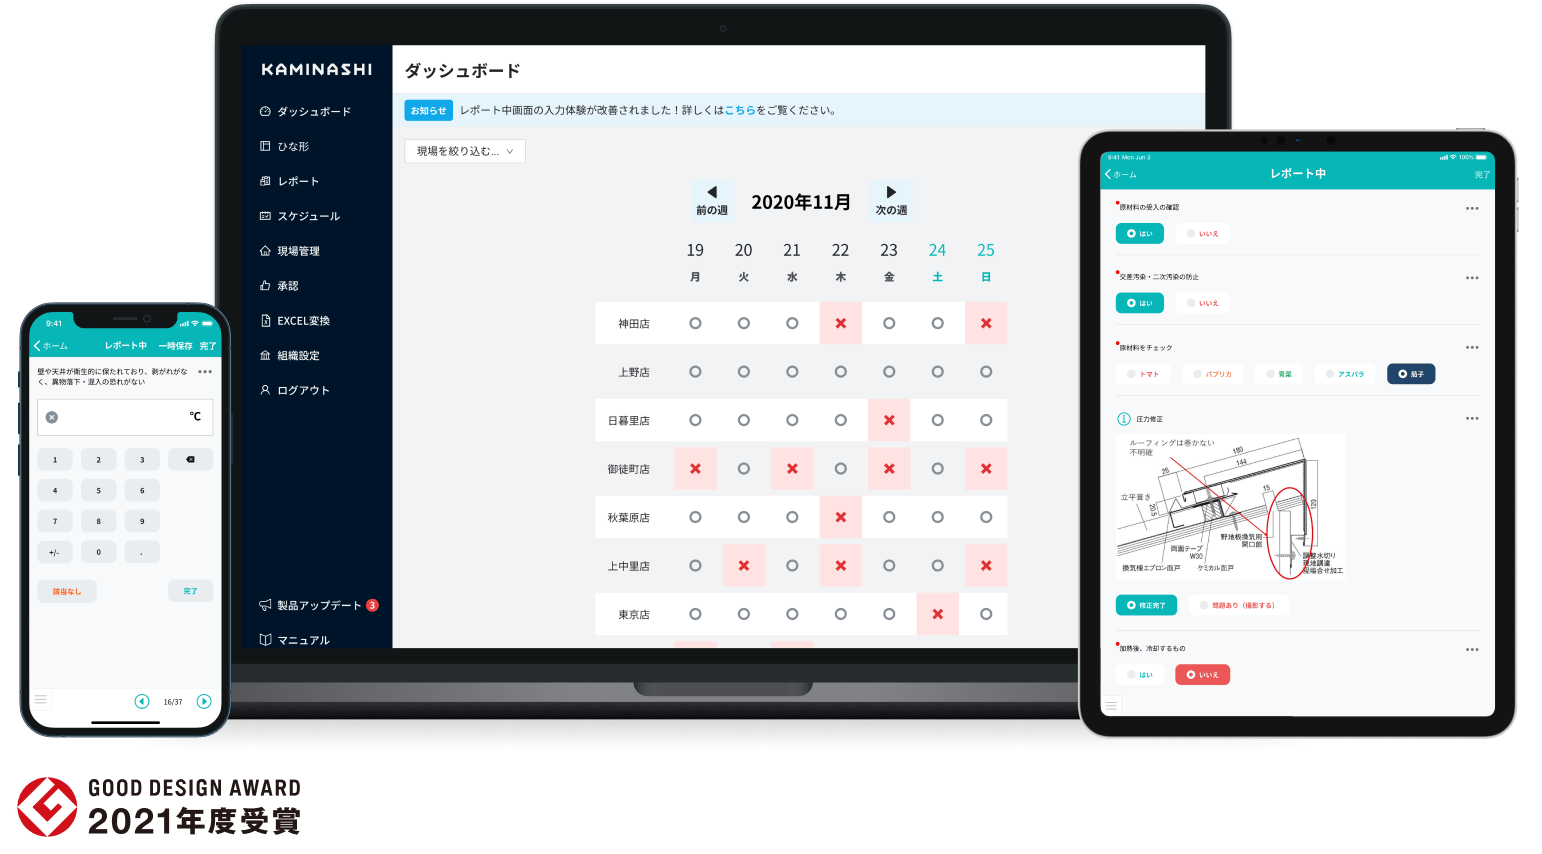 KAMINASHI
ダッシュボード
ひな形
レポート
スケジュール
現場管理
承認
EXCEL変換
組織設定
ログアウト
製品アップデート 3
マニュアル
ダッシュボード
お知らせ レポート中画面の入力体験が改善されました！詳しくはこちらをご覧ください。
現場を絞り込む...
前の週 2020年11月 次の週
19 20 21 22 23 24 25
月 火 水 木 金 土 日
神田店
上野店
日暮里店
御徒町店
秋葉原店
上中里店
東京店
9:41
ホーム レポート中 一時保存 完了
壁や天井が衛生的に保たれており、剥がれがな
く、異物落下・混入の恐れがない
℃
1 2 3
4 5 6
7 8 9
+/- 0 .
該当なし 完了
16/37
9:41 Mon Jun 3 100%
ホーム レポート中 完了
原材料の受入の確認
はい いいえ
交差汚染・二次汚染の防止
はい いいえ
原材料をチェック
トマト パプリカ 青菜 アスパラ 茄子
圧力修正
ルーフィングは巻かない
不明確
180
144
26
15
立平葺き
20.5
120
野地板換気用
開口部
両面テープ
W30
調整水切り
現地調達
現場合せ加工
換気棟エプロン面戸 ケミカル面戸
修正完了 問題あり（撮影する）
加熱後、冷却するもの
はい いいえ
GOOD DESIGN AWARD
2021年度受賞